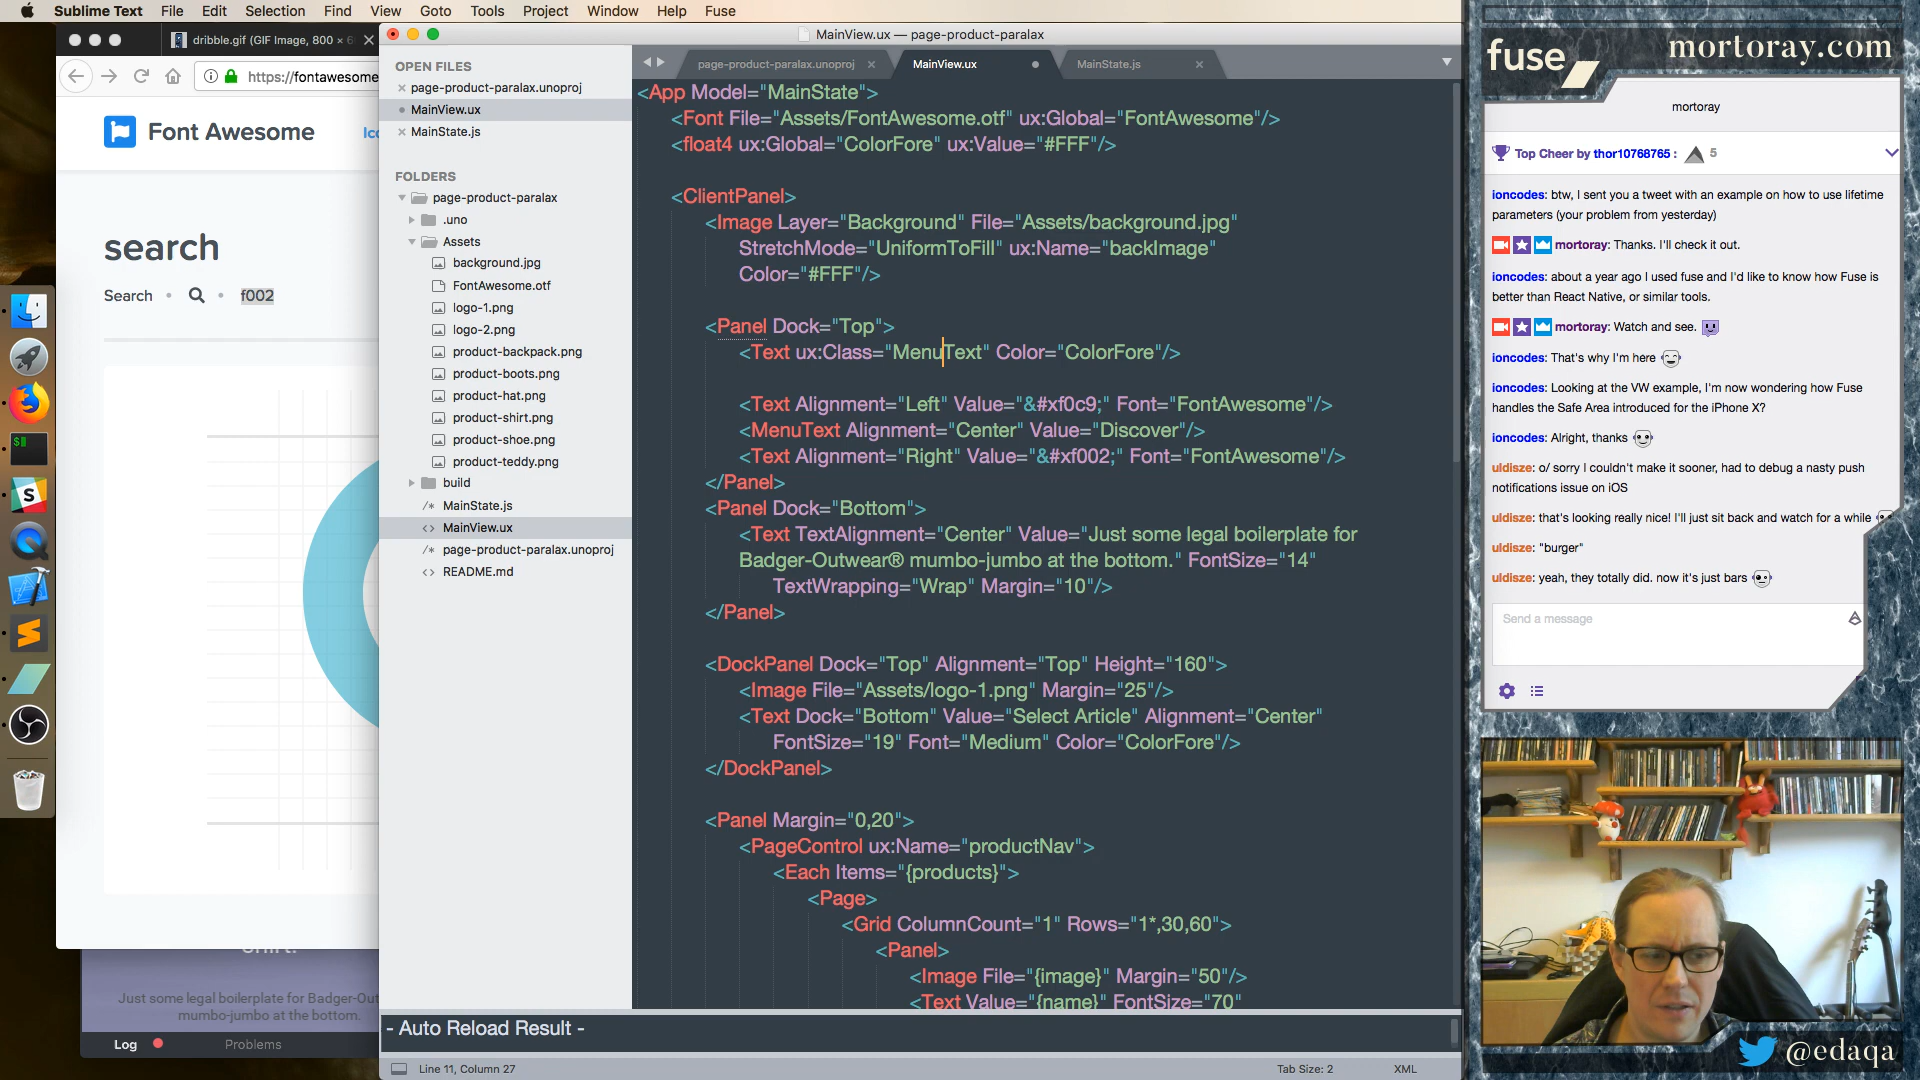 Sublime Text File Edit Selection Find View Goto Tools Project Window Help Fuse
dribble.gif (GIF Image, 800 × 6
https://fontawesome
Font Awesome
search
Search • • f002
Just some legal boilerplate for Badger-Out
mumbo-jumbo at the bottom.
Log Problems
MainView.ux — page-product-paralax
OPEN FILES
page-product-paralax.unoproj
MainView.ux
MainState.js
FOLDERS
page-product-paralax
.uno
Assets
background.jpg
FontAwesome.otf
logo-1.png
logo-2.png
product-backpack.png
product-boots.png
product-hat.png
product-shirt.png
product-shoe.png
product-teddy.png
build
MainState.js
MainView.ux
page-product-paralax.unoproj
README.md
page-product-paralax.unoproj MainView.ux MainState.js
<App Model="MainState">
<Font File="Assets/FontAwesome.otf" ux:Global="FontAwesome"/>
<float4 ux:Global="ColorFore" ux:Value="#FFF"/>
<ClientPanel>
<Image Layer="Background" File="Assets/background.jpg"
StretchMode="UniformToFill" ux:Name="backImage"
Color="#FFF"/>
<Panel Dock="Top">
<Text ux:Class="MenuText" Color="ColorFore"/>
<Text Alignment="Left" Value="&#xf0c9;" Font="FontAwesome"/>
<MenuText Alignment="Center" Value="Discover"/>
<Text Alignment="Right" Value="&#xf002;" Font="FontAwesome"/>
</Panel>
<Panel Dock="Bottom">
<Text TextAlignment="Center" Value="Just some legal boilerplate for
Badger-Outwear® mumbo-jumbo at the bottom." FontSize="14"
TextWrapping="Wrap" Margin="10"/>
</Panel>
<DockPanel Dock="Top" Alignment="Top" Height="160">
<Image File="Assets/logo-1.png" Margin="25"/>
<Text Dock="Bottom" Value="Select Article" Alignment="Center"
FontSize="19" Font="Medium" Color="ColorFore"/>
</DockPanel>
<Panel Margin="0,20">
<PageControl ux:Name="productNav">
<Each Items="{products}">
<Page>
<Grid ColumnCount="1" Rows="1*,30,60">
<Panel>
<Image File="{image}" Margin="50"/>
<Text Value="{name}" FontSize="70"
- Auto Reload Result -
Line 11, Column 27 Tab Size: 2 XML
fuse mortoray.com
mortoray
Top Cheer by thor10768765 : 5
ioncodes: btw, I sent you a tweet with an example on how to use lifetime
parameters (your problem from yesterday)
mortoray: Thanks. I'll check it out.
ioncodes: about a year ago I used fuse and I'd like to know how Fuse is
better than React Native, or similar tools.
mortoray: Watch and see.
ioncodes: That's why I'm here
ioncodes: Looking at the VW example, I'm now wondering how Fuse
handles the Safe Area introduced for the iPhone X?
ioncodes: Alright, thanks
uldisze: o/ sorry I couldn't make it sooner, had to debug a nasty push
notifications issue on iOS
uldisze: that's looking really nice! I'll just sit back and watch for a while
uldisze: "burger"
uldisze: yeah, they totally did. now it's just bars
Send a message
@edaqa